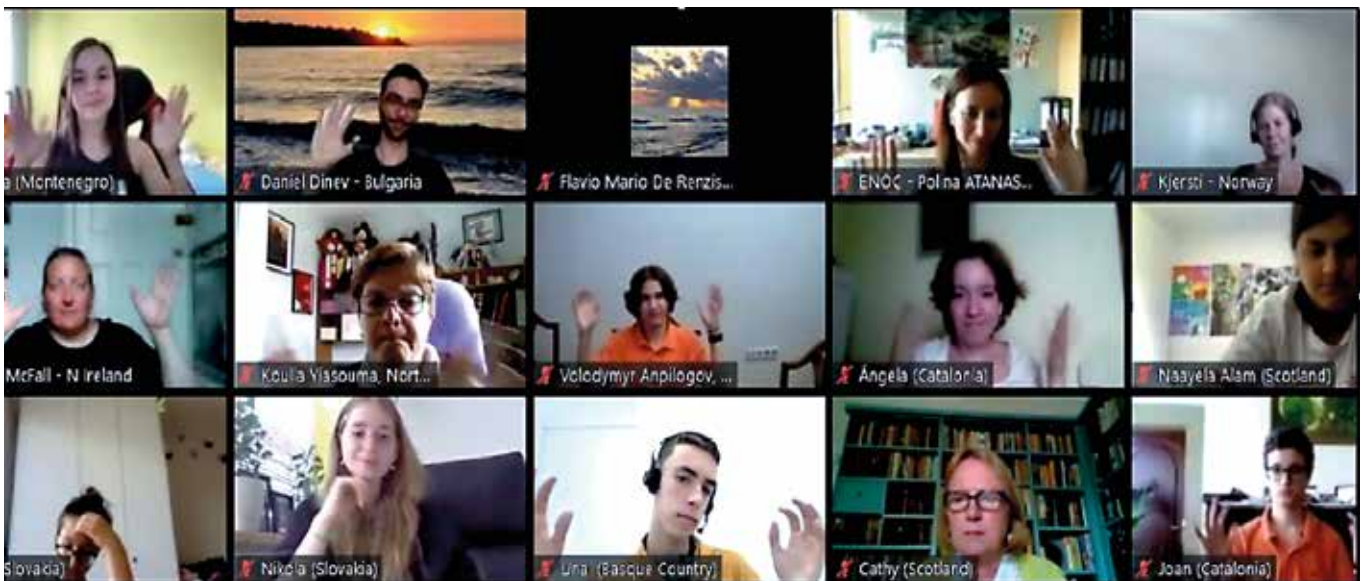 a (Montenegro)
Daniel Dinev - Bulgaria
Flavio Mario De Renzis...
ENOC - Polina ATANAS...
Kjersti - Norway
McFall - N Ireland
Koulla Yiasouma, Nort...
Volodymyr Anpilogov, ...
Ángela (Catalonia)
Naayela Alam (Scotland)
Slovakia)
Nikola (Slovakia)
(Basque Country)
Cathy (Scotland)
Joan (Catalonia)